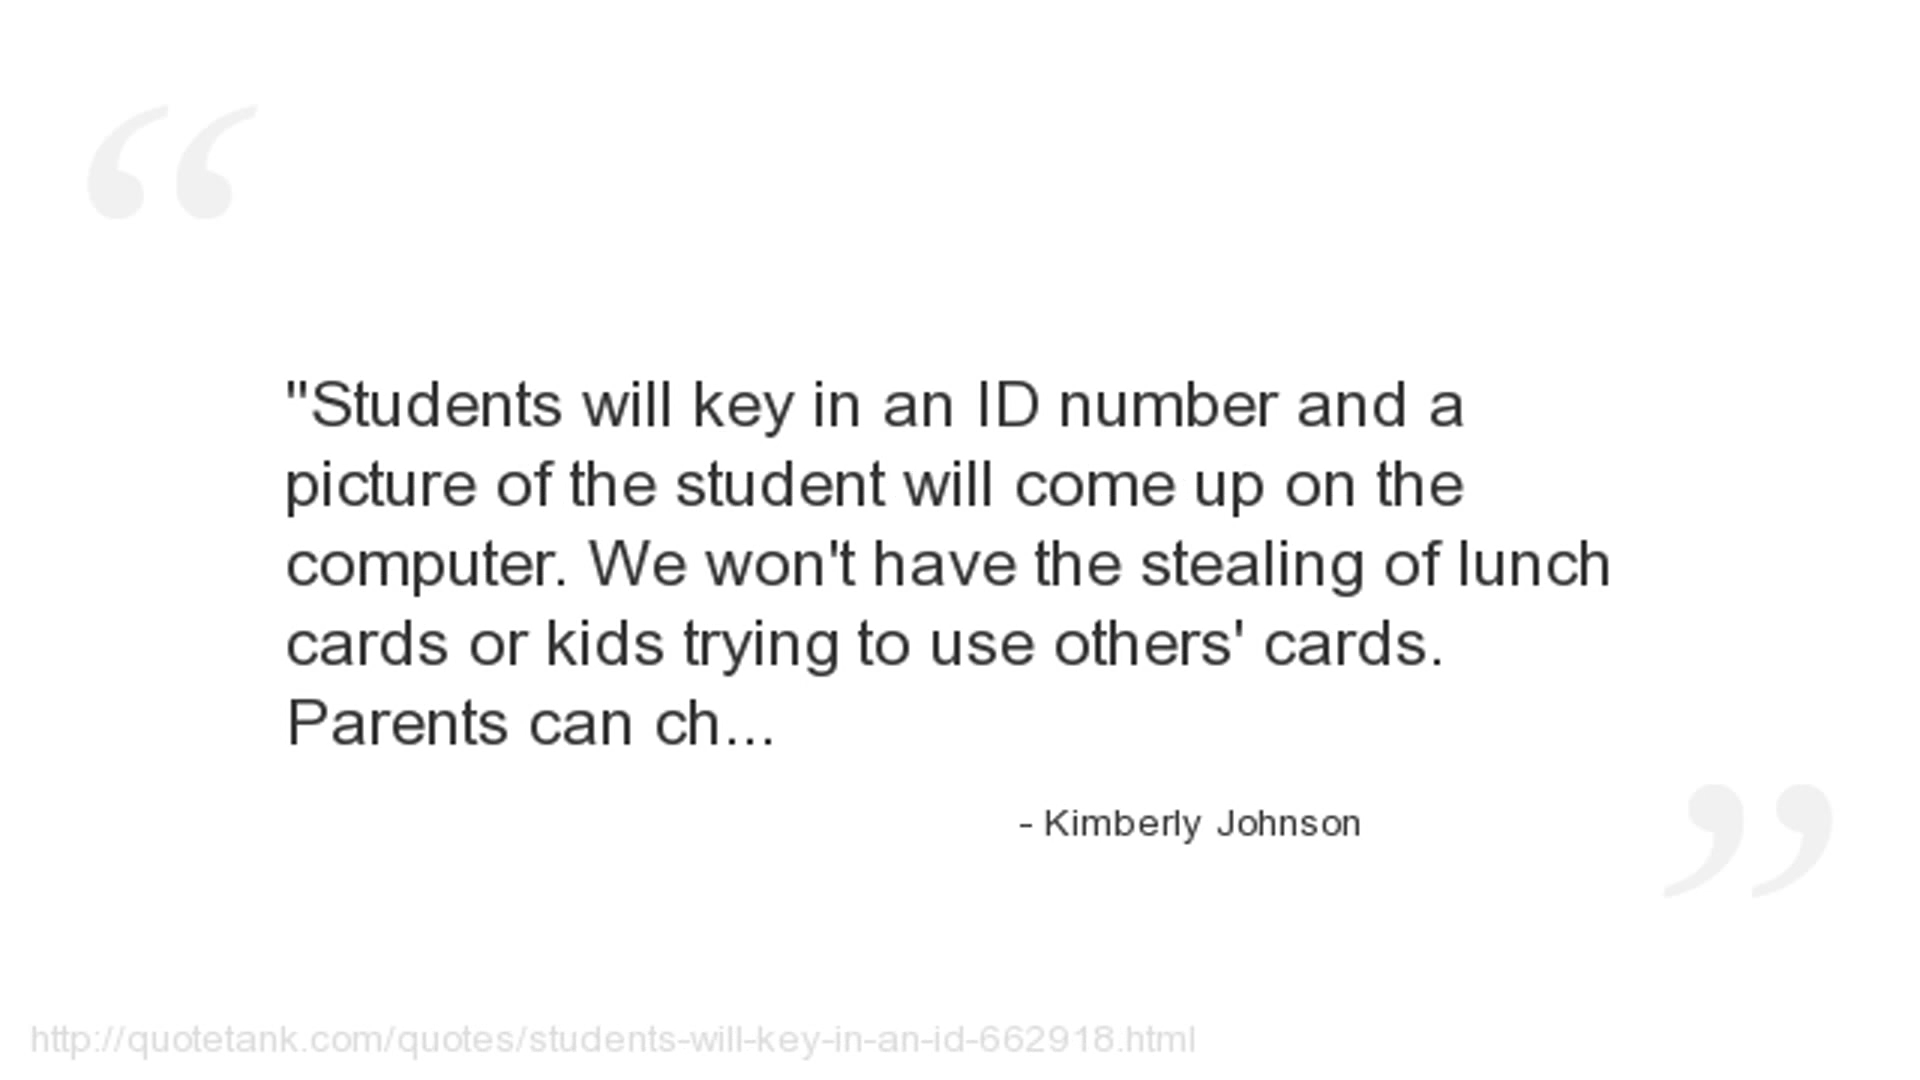 "Students will key in an ID number and a
picture of the student will come up on the
computer. We won't have the stealing of lunch
cards or kids trying to use others' cards.
Parents can ch...
- Kimberly Johnson
http://quotetank.com/quotes/students-will-key-in-an-id-662918.html